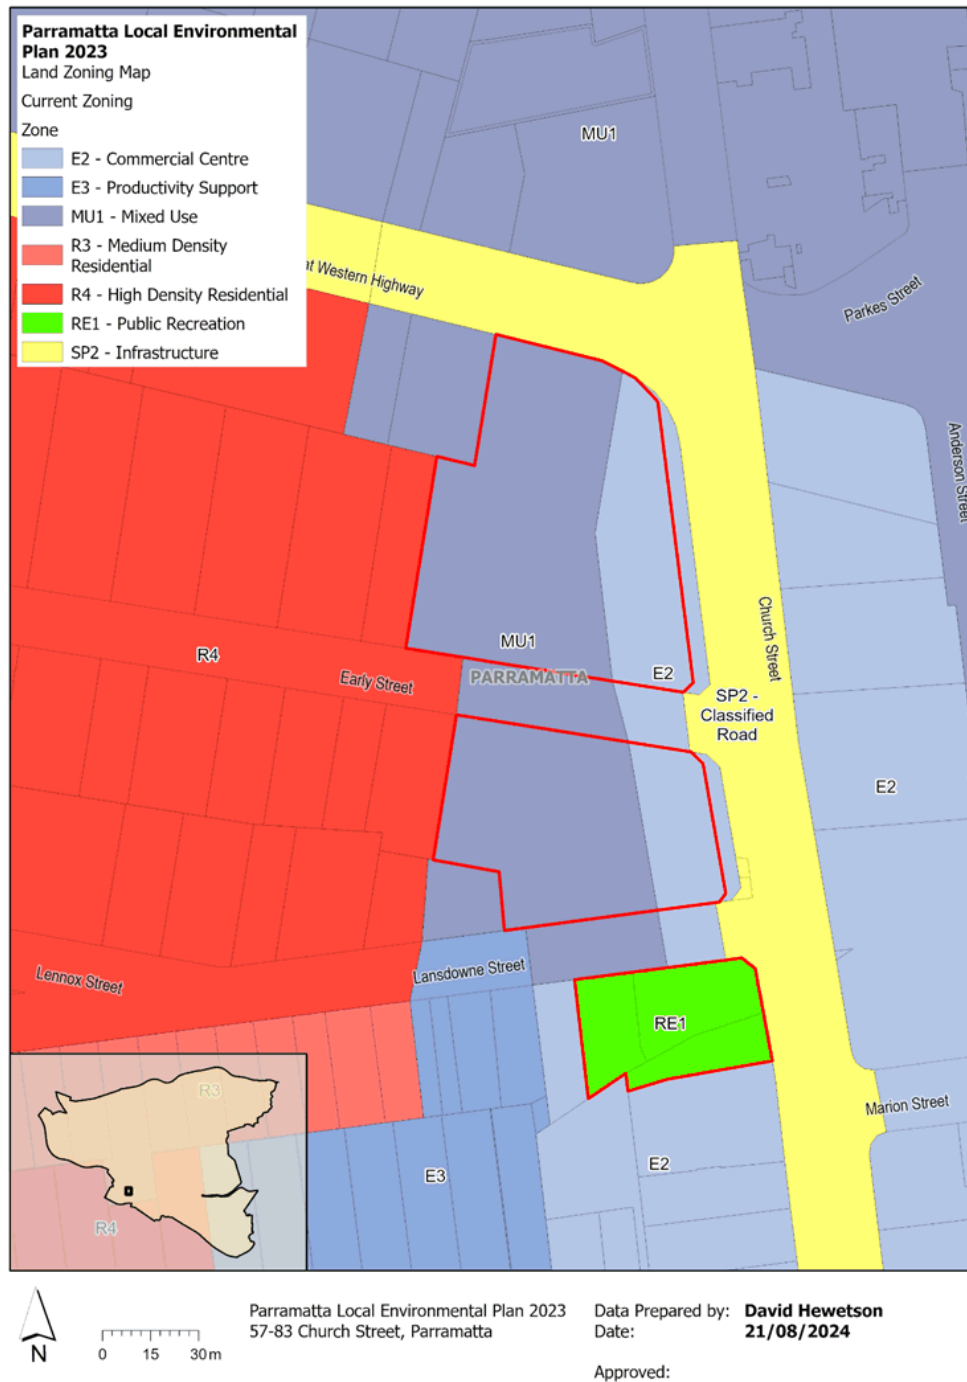 Parramatta Local Environmental
Plan 2023
Land Zoning Map
Current Zoning
Zone
E2 - Commercial Centre
E3 - Productivity Support
MU1 - Mixed Use
R3 - Medium Density
Residential
R4 - High Density Residential
RE1 - Public Recreation
SP2 - Infrastructure
MU1
at Western Highway
Parkes Street
Anderson Street
Church Street
MU1
R4
Early Street
PARRAMATTA
E2
SP2 -
Classified
Road
E2
Lennox Street
Lansdowne Street
RE1
Marion Street
R3
E2
E3
R4
N
0 15 30 m
Parramatta Local Environmental Plan 2023
57-83 Church Street, Parramatta
Data Prepared by: David Hewetson
Date: 21/08/2024
Approved: